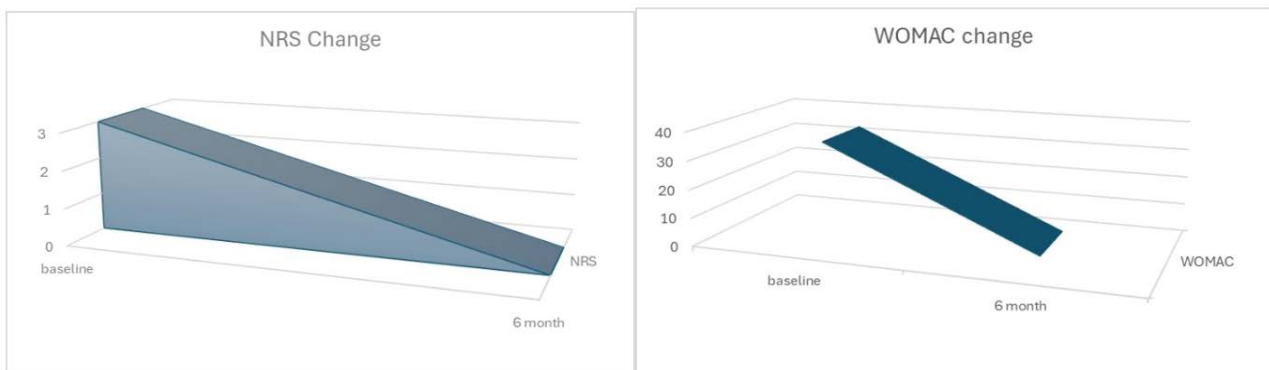 NRS Change
3
2
1
0
baseline
6 month
NRS
WOMAC change
40
30
20
10
0
baseline
6 month
WOMAC